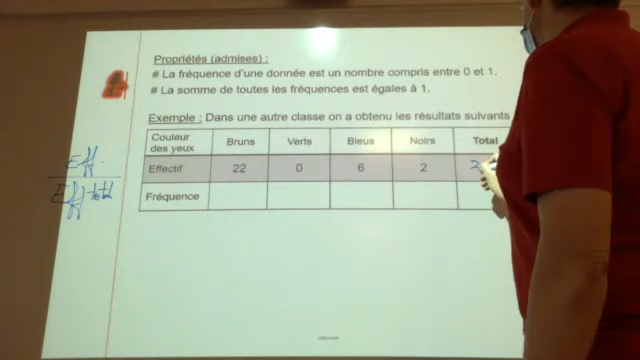 Propriétés (admises) :
# La fréquence d'une donnée est un nombre compris entre 0 et 1.
# La somme de toutes les fréquences est égales à 1.
Exemple : Dans une autre classe on a obtenu les résultats suivants
Couleur des yeux Bruns Verts Bleus Noirs Total
Effectif 22 0 6 2
Fréquence
Eff.
Eff total